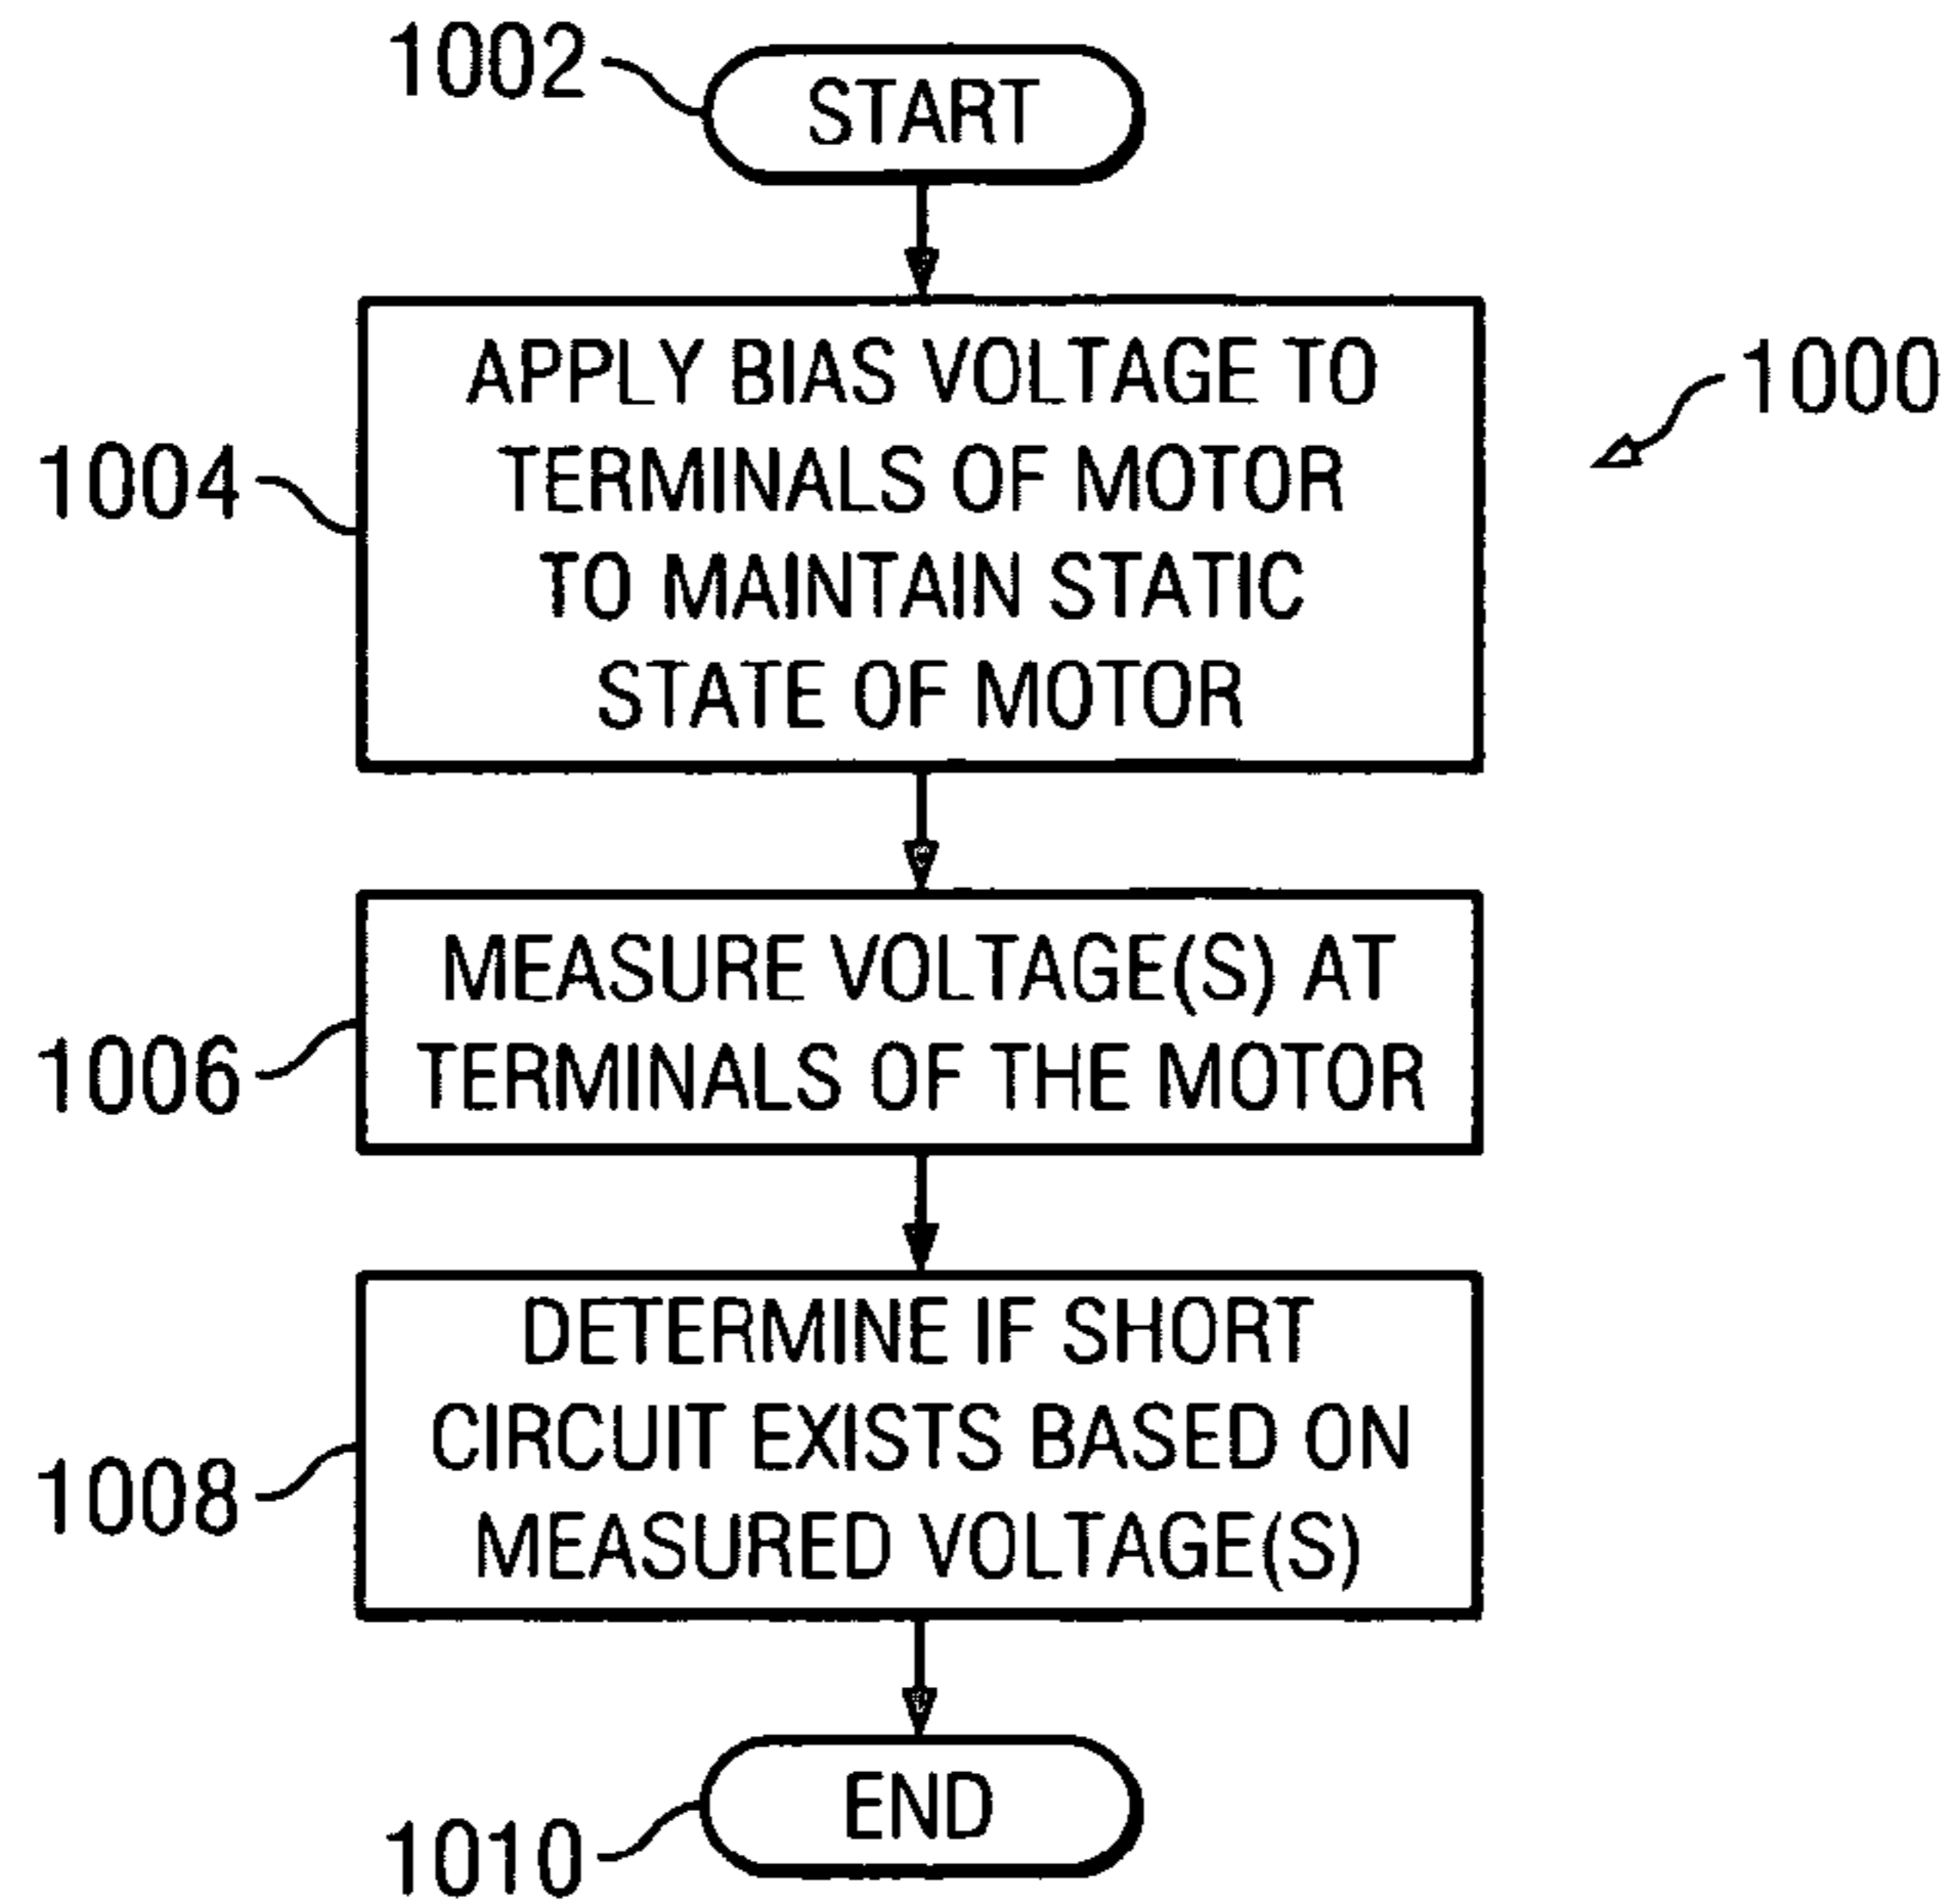 1002
START
APPLY BIAS VOLTAGE TO
TERMINALS OF MOTOR
TO MAINTAIN STATIC
STATE OF MOTOR
1000
1004
MEASURE VOLTAGE(S) AT
TERMINALS OF THE MOTOR
1006
DETERMINE IF SHORT
CIRCUIT EXISTS BASED ON
MEASURED VOLTAGE(S)
1008
END
1010